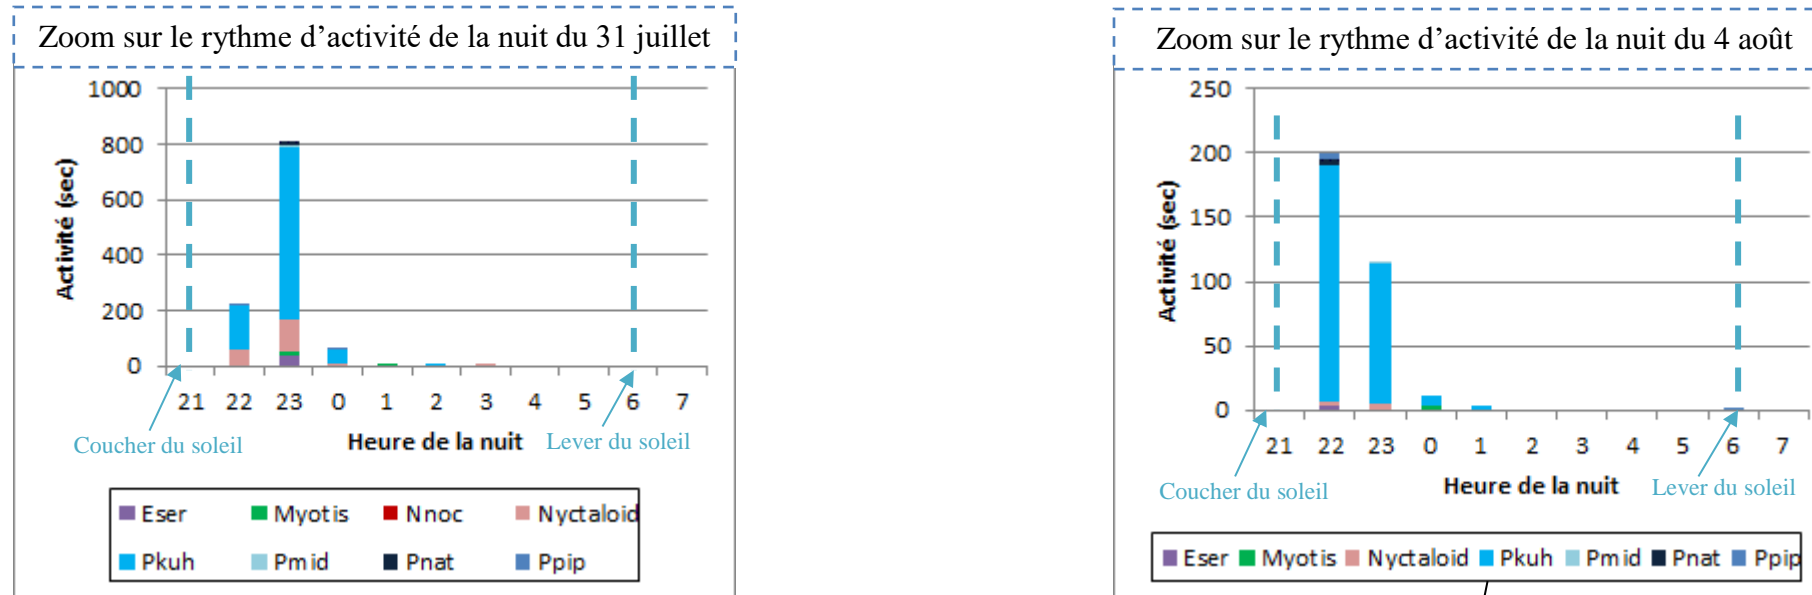 Zoom sur le rythme d’activité de la nuit du 31 juillet
1000
800
600
400
200
0
Activité (sec)
21 22 23 0 1 2 3 4 5 6 7
Coucher du soleil
Heure de la nuit
Lever du soleil
Eser Myotis Nnoc Nyctaloid
Pkuh Pmid Pnat Ppip
Zoom sur le rythme d’activité de la nuit du 4 août
250
200
150
100
50
0
Activité (sec)
21 22 23 0 1 2 3 4 5 6 7
Coucher du soleil
Heure de la nuit
Lever du soleil
Eser Myotis Nyctaloid Pkuh Pmid Pnat Ppip